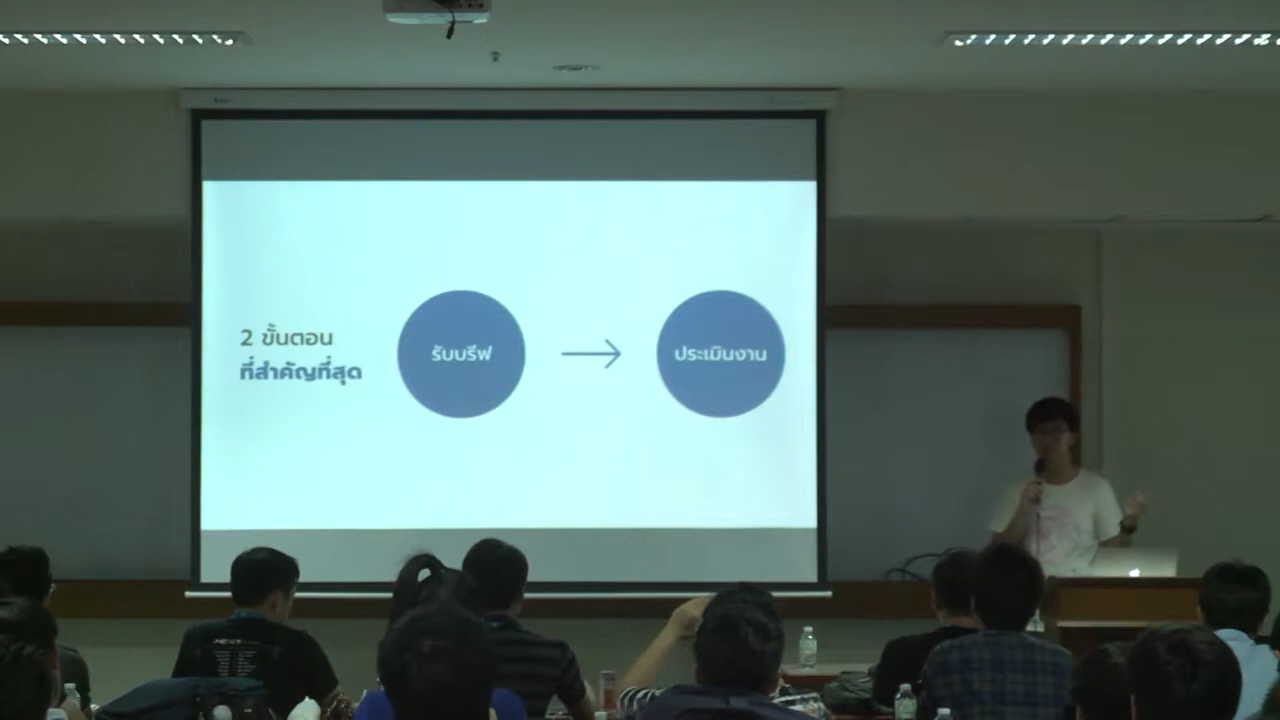 2 ขั้นตอน
ที่สำคัญที่สุด
รับบรีฟ
ประเมินงาน